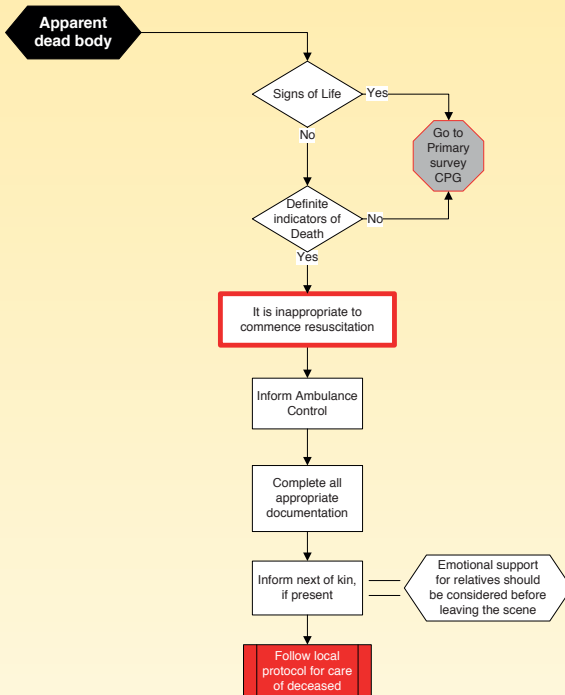 Apparent
dead body
Signs of Life
Yes
No
Go to
Primary
survey
CPG
Definite
indicators of
Death
No
Yes
It is inappropriate to
commence resuscitation
Inform Ambulance
Control
Complete all
appropriate
documentation
Inform next of kin,
if present
Emotional support
for relatives should
be considered before
leaving the scene
Follow local
protocol for care
of deceased